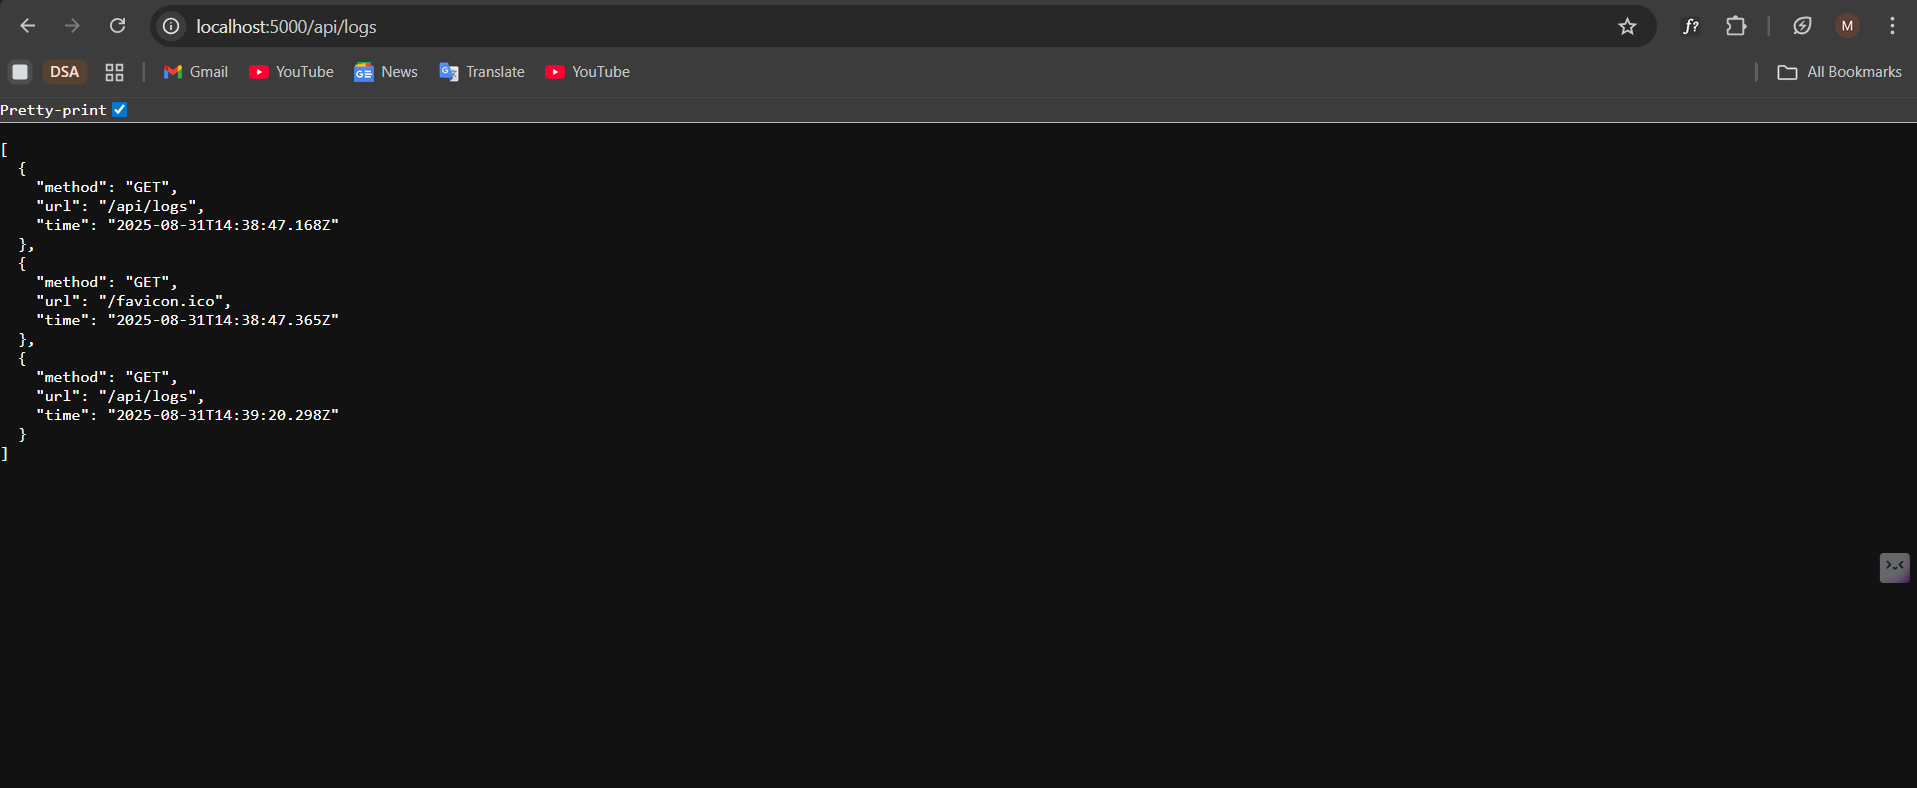 localhost:5000/api/logs
f?
M
DSA
Gmail
YouTube
News
Translate
YouTube
All Bookmarks
Pretty-print
[
  {
    "method": "GET",
    "url": "/api/logs",
    "time": "2025-08-31T14:38:47.168Z"
  },
  {
    "method": "GET",
    "url": "/favicon.ico",
    "time": "2025-08-31T14:38:47.365Z"
  },
  {
    "method": "GET",
    "url": "/api/logs",
    "time": "2025-08-31T14:39:20.298Z"
  }
]